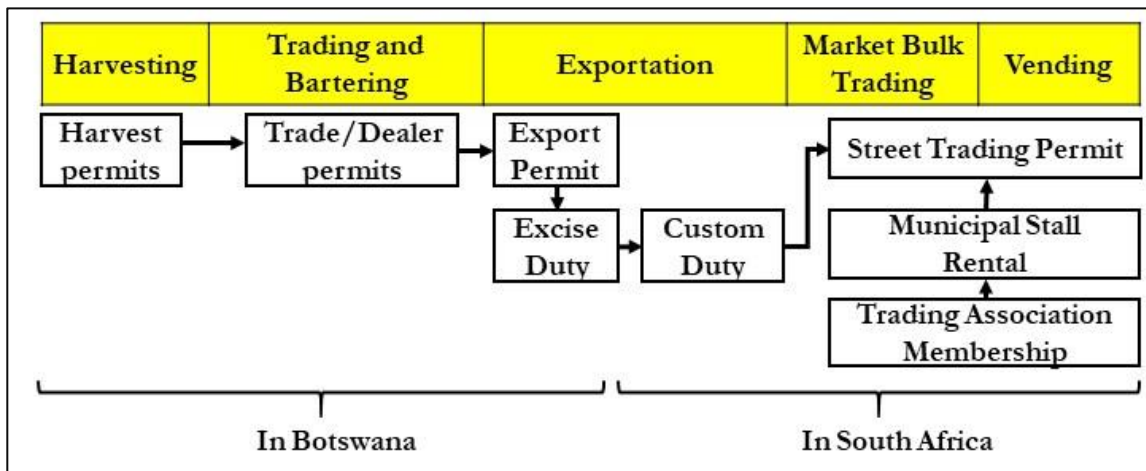 Harvesting
Trading and
Bartering
Exportation
Market Bulk
Trading
Vending
Harvest
permits
Trade/Dealer
permits
Export
Permit
Street Trading Permit
Excise
Duty
Custom
Duty
Municipal Stall
Rental
Trading Association
Membership
In Botswana
In South Africa